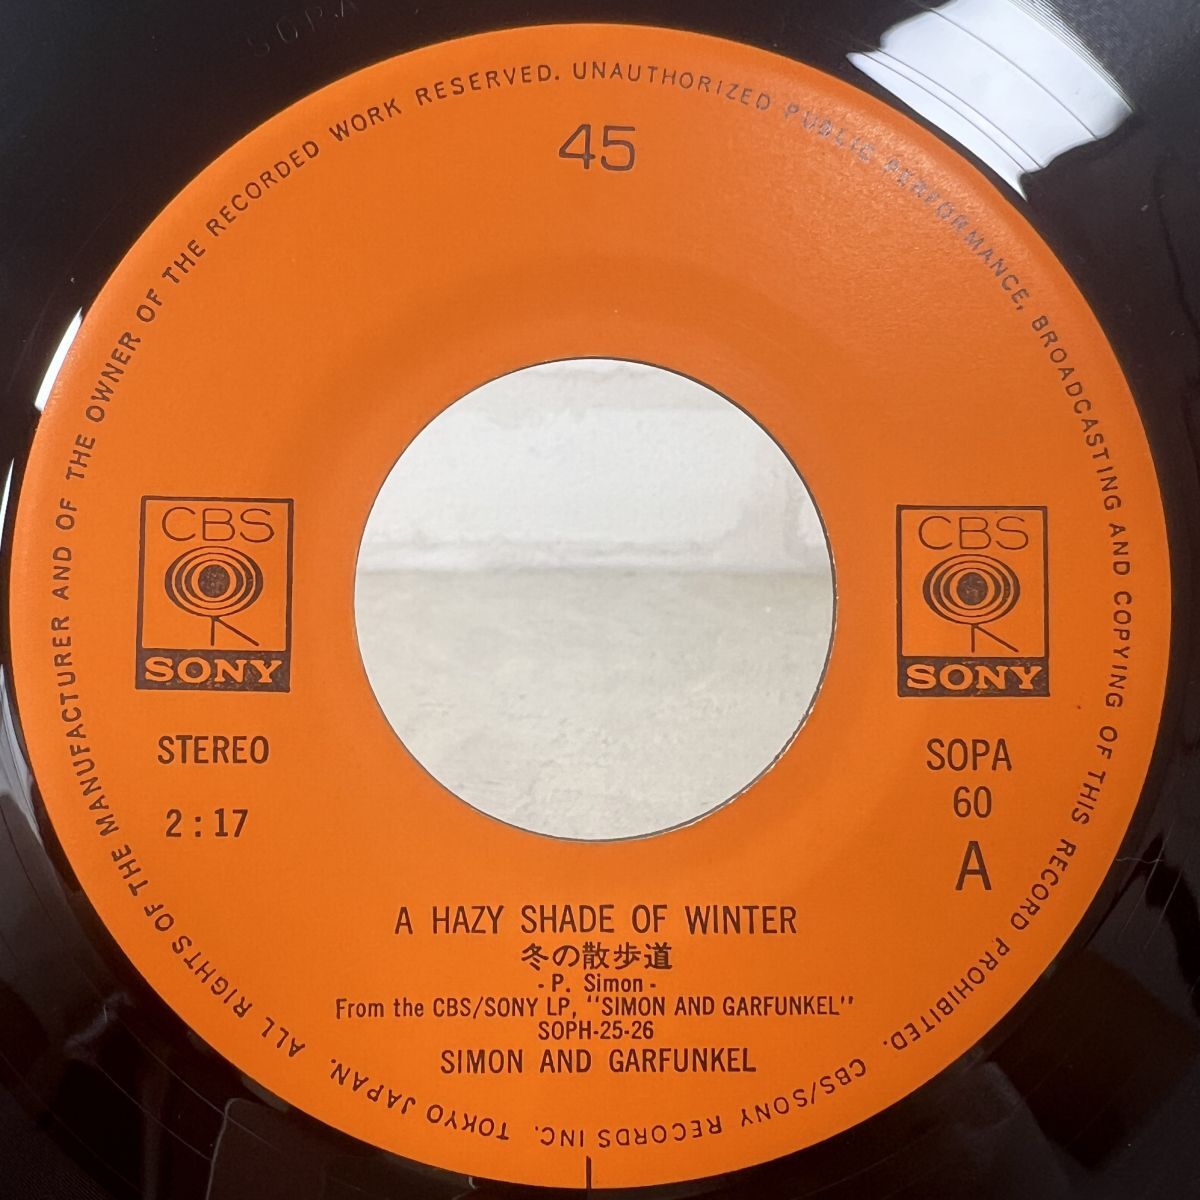 ALL RIGHTS OF THE MANUFACTURER AND OF THE OWNER OF THE RECORDED WORK RESERVED. UNAUTHORIZED PUBLIC PERFORMANCE, BROADCASTING AND COPYING OF THIS RECORD PROHIBITED. CBS/SONY RECORDS INC. TOKYO JAPAN.
45
CBS
SONY
CBS
SONY
STEREO
2:17
SOPA
60
A
A HAZY SHADE OF WINTER
冬の散歩道
- P. Simon -
From the CBS/SONY LP, "SIMON AND GARFUNKEL"
SOPH-25-26
SIMON AND GARFUNKEL